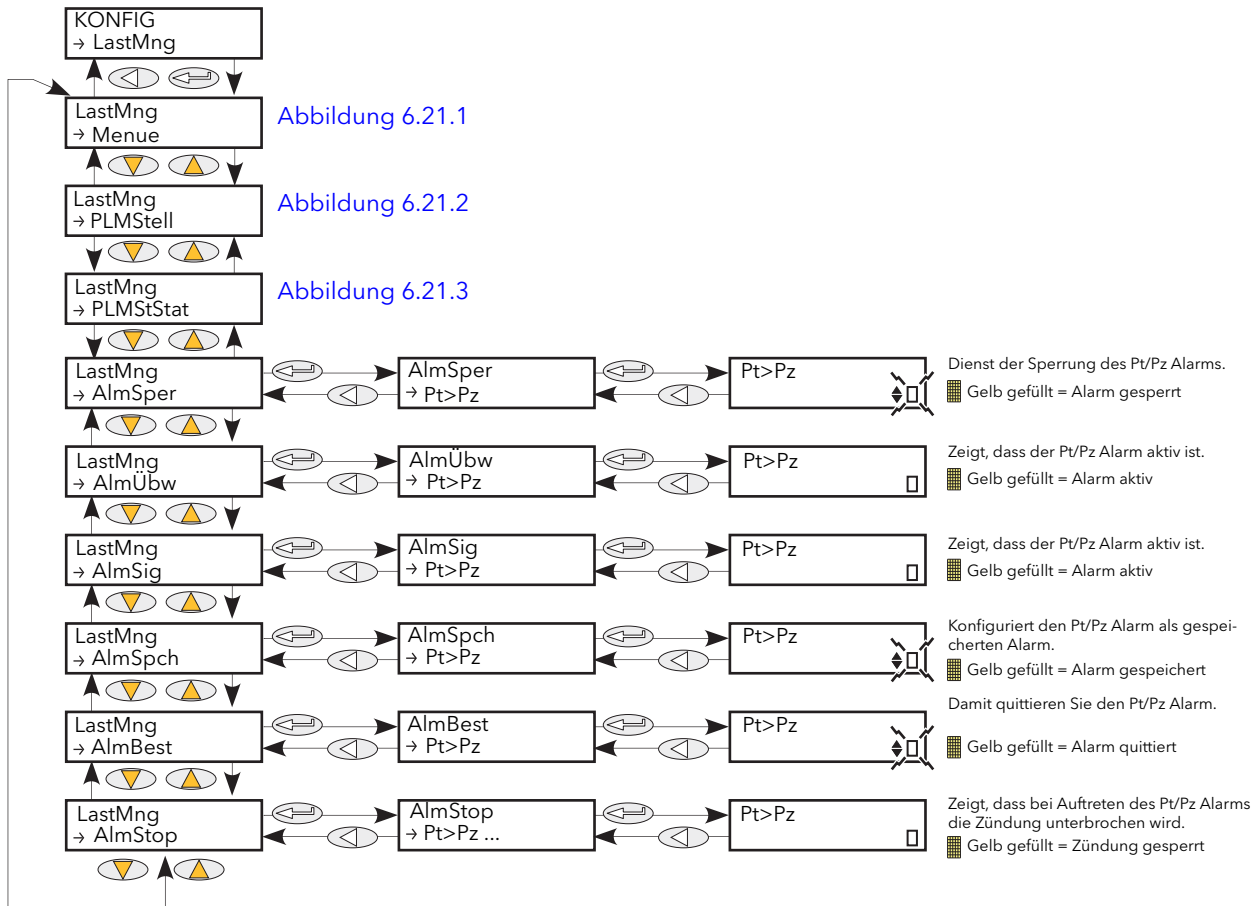 KONFIG
→ LastMng
LastMng
→ Menue
Abbildung 6.21.1
LastMng
→ PLMStell
Abbildung 6.21.2
LastMng
→ PLMStStat
Abbildung 6.21.3
LastMng
→ AlmSper
AlmSper
→ Pt>Pz
Pt>Pz
Dienst der Sperrung des Pt/Pz Alarms.
Gelb gefüllt = Alarm gesperrt
LastMng
→ AlmÜbw
AlmÜbw
→ Pt>Pz
Pt>Pz
Zeigt, dass der Pt/Pz Alarm aktiv ist.
Gelb gefüllt = Alarm aktiv
LastMng
→ AlmSig
AlmSig
→ Pt>Pz
Pt>Pz
Zeigt, dass der Pt/Pz Alarm aktiv ist.
Gelb gefüllt = Alarm aktiv
LastMng
→ AlmSpch
AlmSpch
→ Pt>Pz
Pt>Pz
Konfiguriert den Pt/Pz Alarm als gespei-
cherten Alarm.
Gelb gefüllt = Alarm gespeichert
LastMng
→ AlmBest
AlmBest
→ Pt>Pz
Pt>Pz
Damit quittieren Sie den Pt/Pz Alarm.
Gelb gefüllt = Alarm quittiert
LastMng
→ AlmStop
AlmStop
→ Pt>Pz ...
Pt>Pz
Zeigt, dass bei Auftreten des Pt/Pz Alarms
die Zündung unterbrochen wird.
Gelb gefüllt = Zündung gesperrt